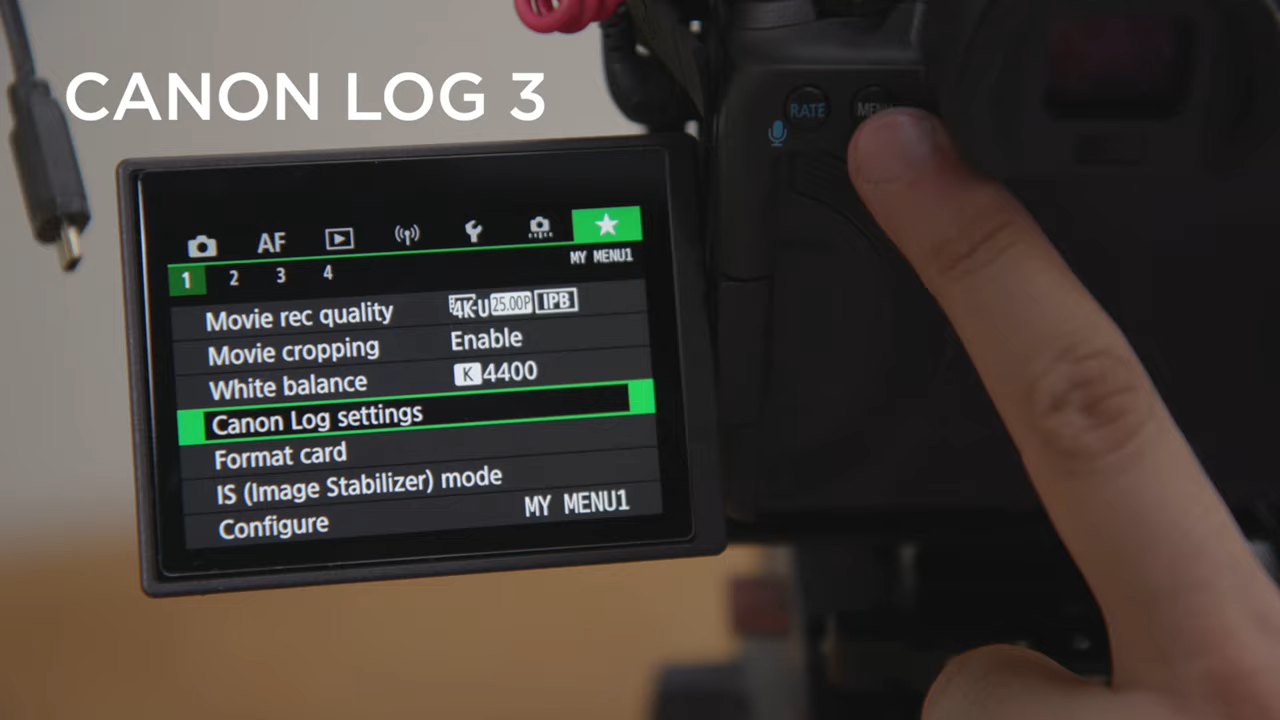 CANON LOG 3
RATE MENU
AF
MY MENU1
1 2 3 4
Movie rec quality 4K-U 25.00P IPB
Movie cropping Enable
White balance K 4400
Canon Log settings
Format card
IS (Image Stabilizer) mode
Configure MY MENU1